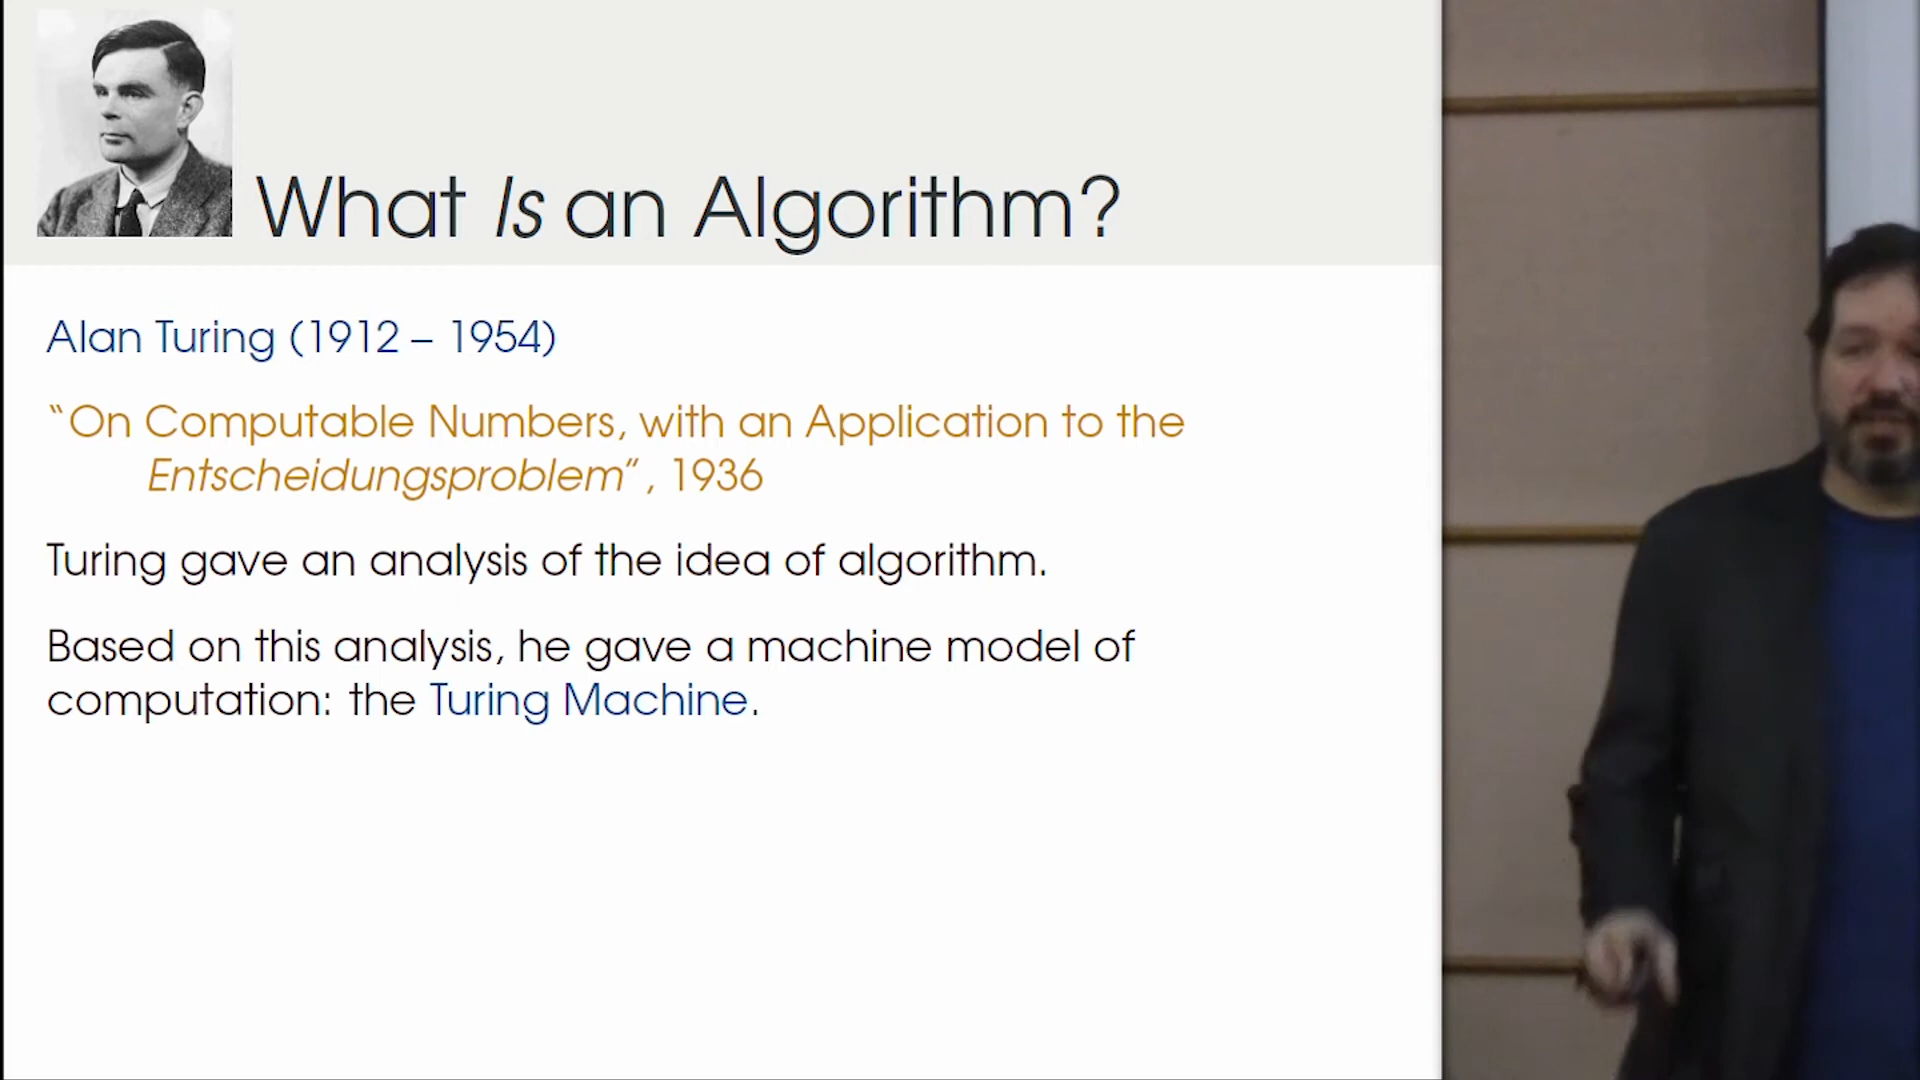 What Is an Algorithm?
Alan Turing (1912 – 1954)
“On Computable Numbers, with an Application to the
Entscheidungsproblem”, 1936
Turing gave an analysis of the idea of algorithm.
Based on this analysis, he gave a machine model of
computation: the Turing Machine.